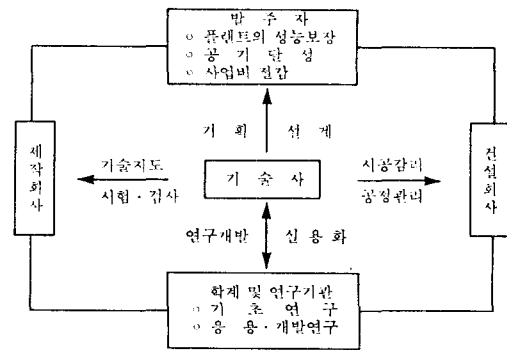 발 주 자
o 플랜트의 성능보장
o 공 기 달 성
o 사업비 절감
기 획 설 계
제작회사
기술지도
시험·검사
기 술 사
시공감리
공정관리
건설회사
연구개발 실 용 화
학계 및 연구기관
o 기 초 연 구
o 응 용·개발연구